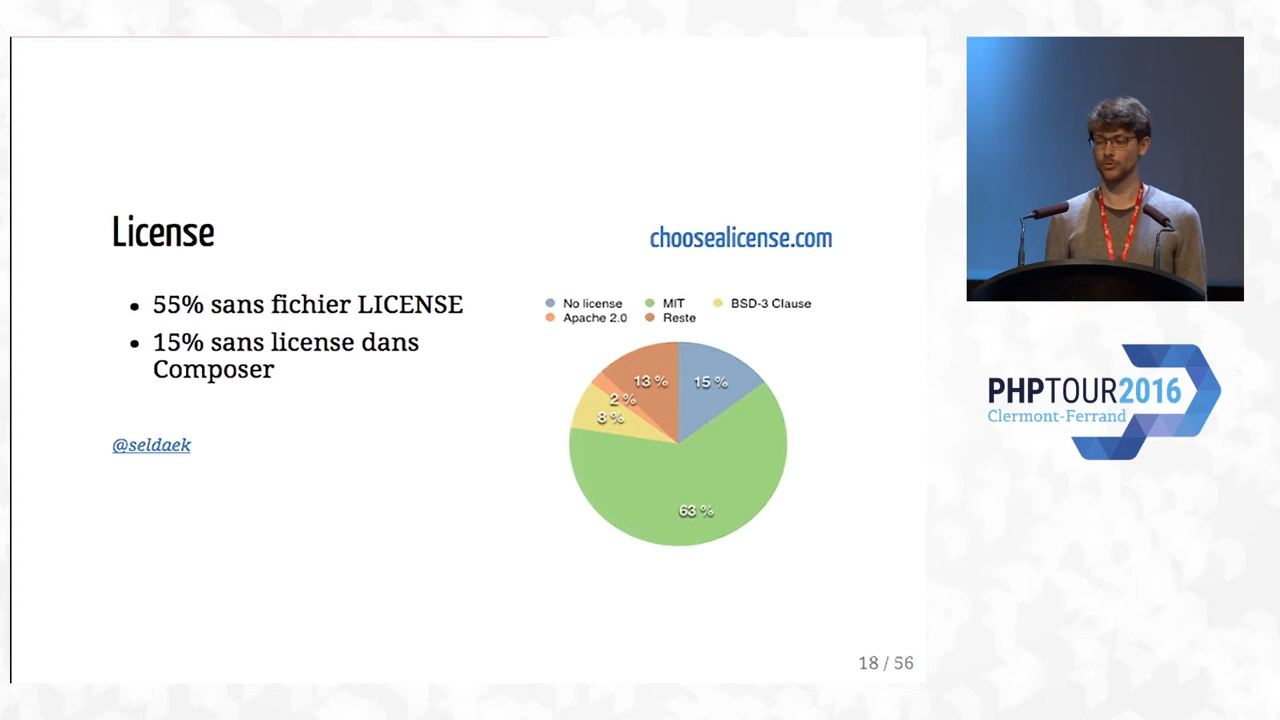 License
• 55% sans fichier LICENSE
• 15% sans license dans
Composer
@seldaek
choosealicense.com
No license MIT BSD-3 Clause
Apache 2.0 Reste
13 % 15 %
2 %
8 %
63 %
18 / 56
PHPTOUR2016
Clermont-Ferrand